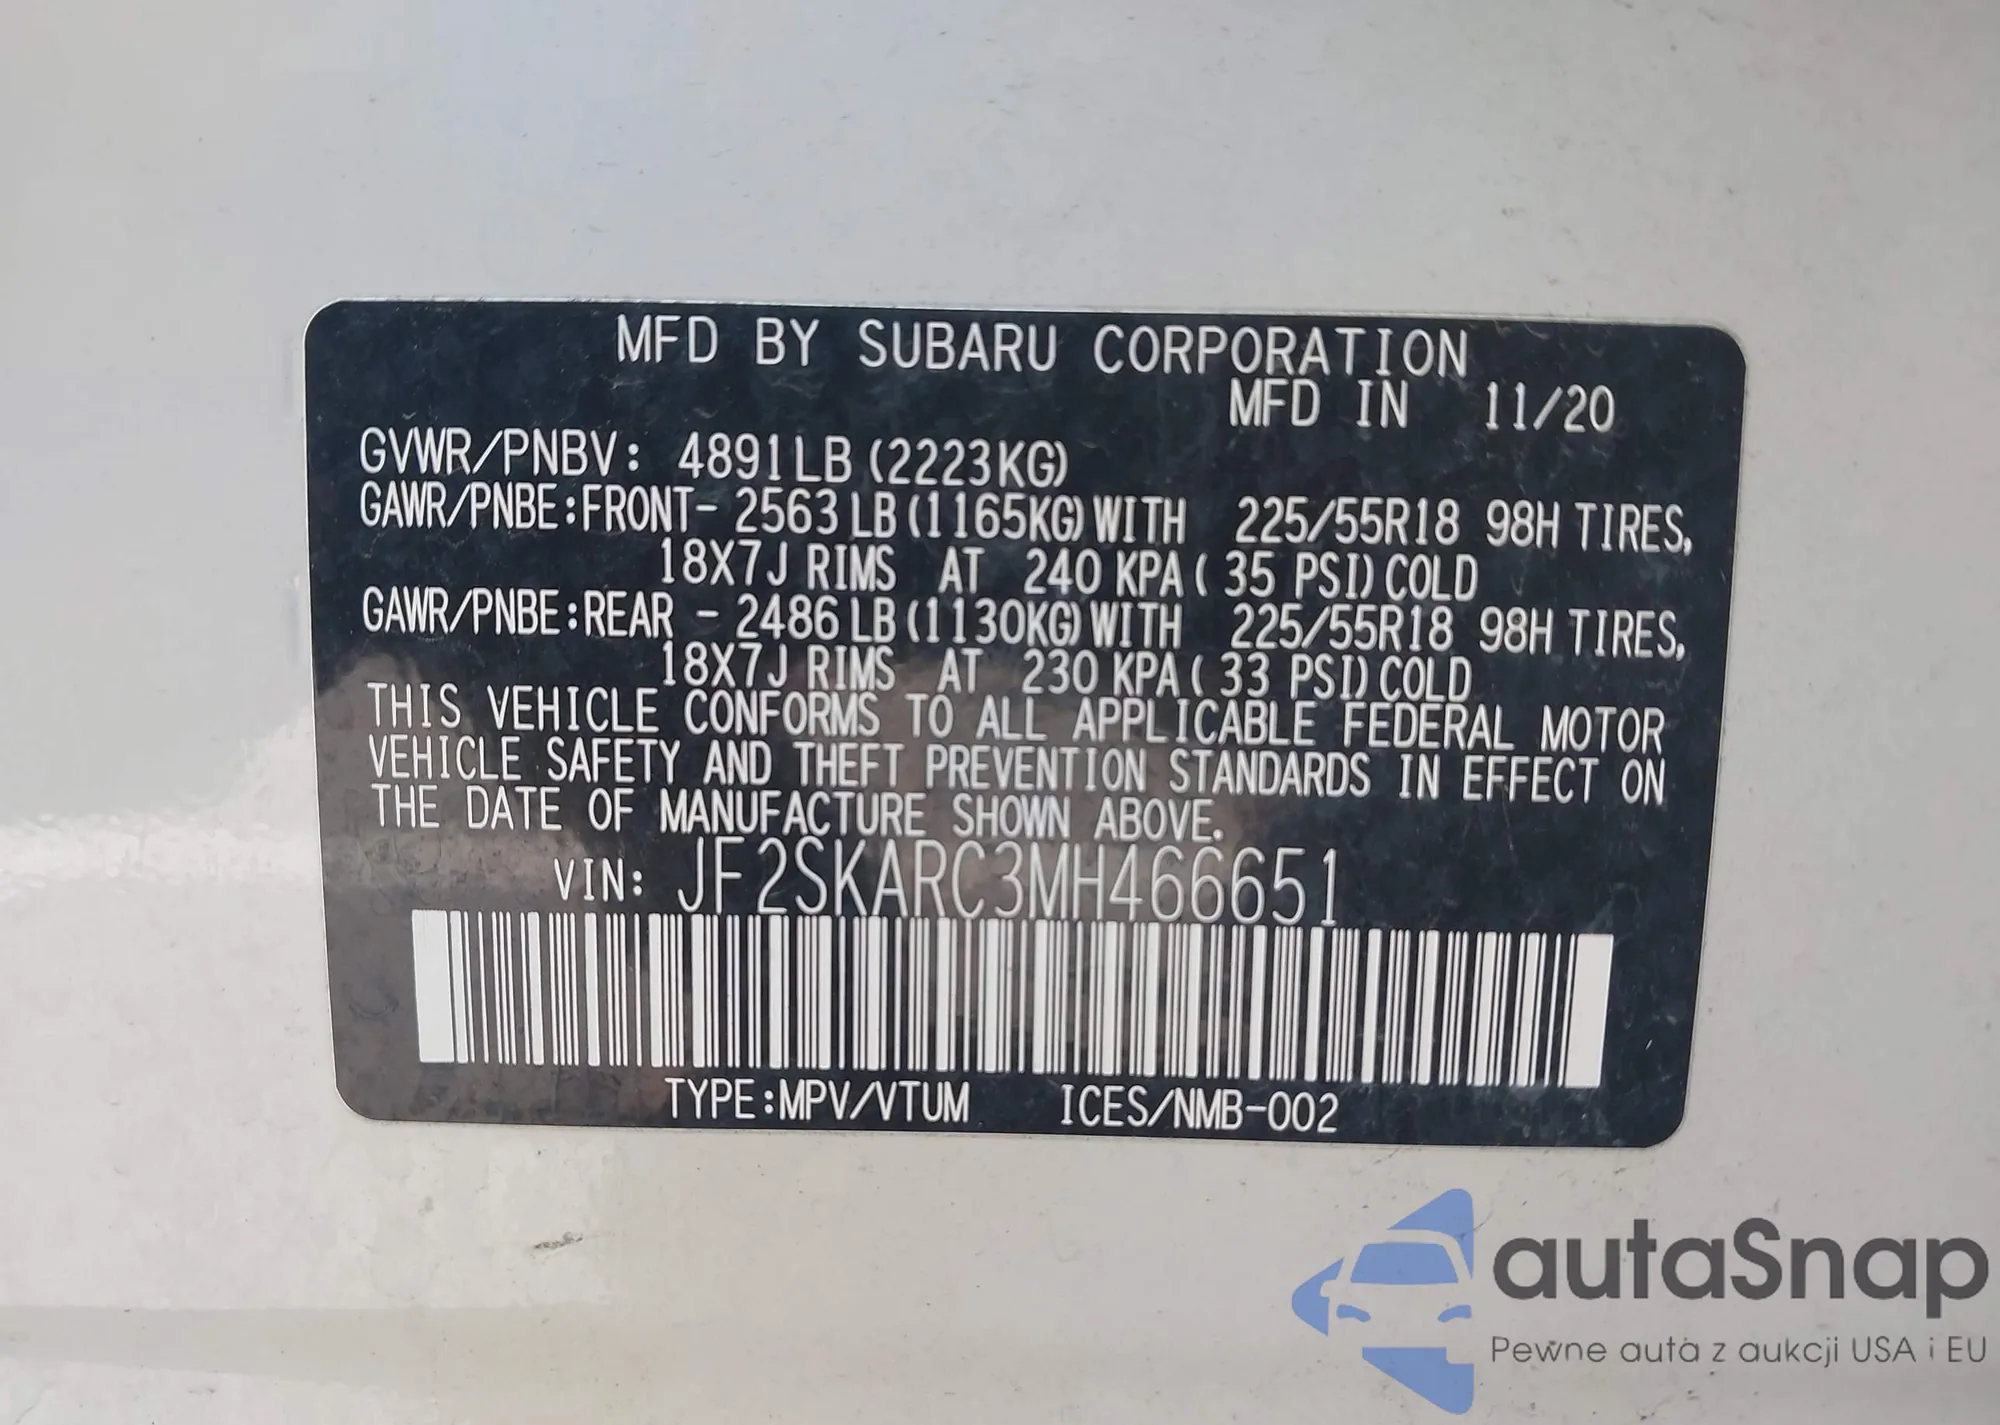 MFD BY SUBARU CORPORATION
MFD IN 11/20
GVWR/PNBV: 4891LB (2223KG)
GAWR/PNBE:FRONT- 2563 LB (1165KG) WITH 225/55R18 98H TIRES,
18X7J RIMS AT 240 KPA ( 35 PSI) COLD
GAWR/PNBE:REAR - 2486 LB (1130KG) WITH 225/55R18 98H TIRES,
18X7J RIMS AT 230 KPA ( 33 PSI) COLD
THIS VEHICLE CONFORMS TO ALL APPLICABLE FEDERAL MOTOR
VEHICLE SAFETY AND THEFT PREVENTION STANDARDS IN EFFECT ON
THE DATE OF MANUFACTURE SHOWN ABOVE.
VIN: JF2SKARC3MH466651
TYPE:MPV/VTUM ICES/NMB-002
autaSnap
Pewne auta z aukcji USA i EU